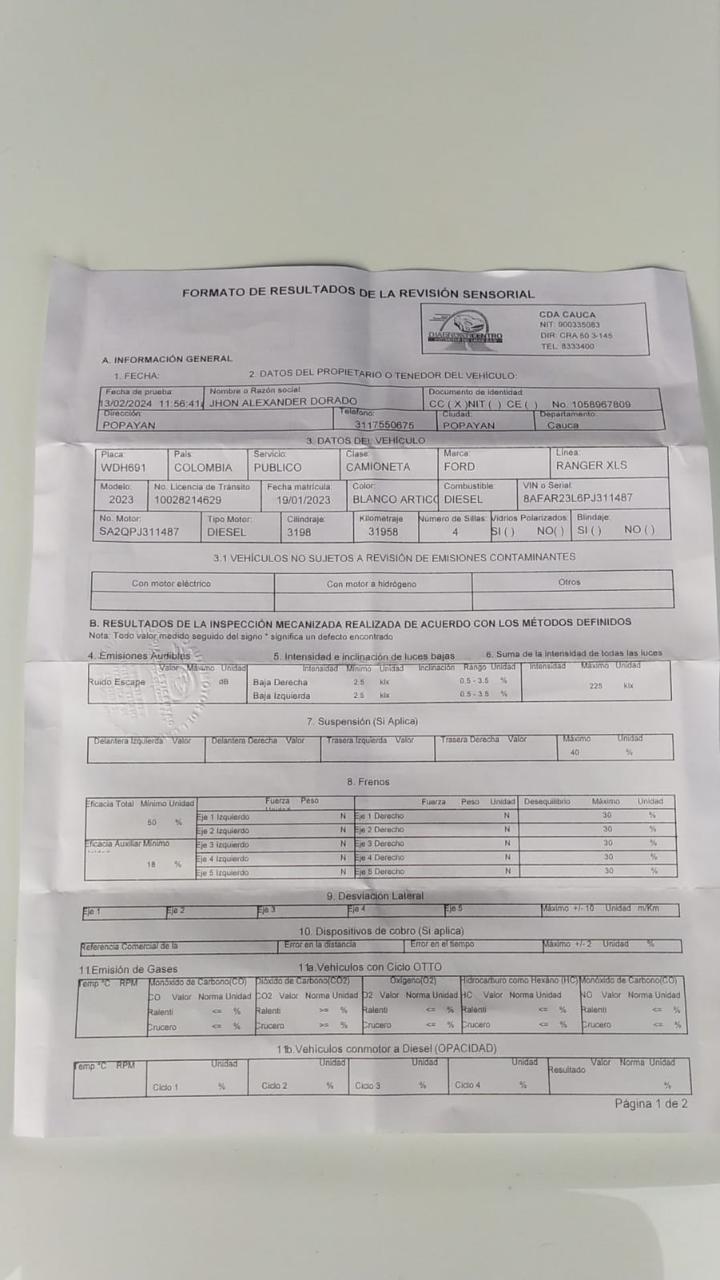 FORMATO DE RESULTADOS DE LA REVISIÓN SENSORIAL
CDA CAUCA
NIT: 900335083
DIR: CRA 60 3-145
TEL: 8333400
DIAGNOSTICENTRO
A. INFORMACIÓN GENERAL
1. FECHA: 2. DATOS DEL PROPIETARIO O TENEDOR DEL VEHÍCULO:
Fecha de prueba: Nombre o Razón social: Documento de identidad
13/02/2024 11:56:41 JHON ALEXANDER DORADO CC ( X )NIT ( ) CE ( ) No. 1058967809
Dirección: Teléfono: Ciudad: Departamento:
POPAYAN 3117550675 POPAYAN Cauca
3. DATOS DEL VEHÍCULO
Placa: Pais: Servicio: Clase: Marca: Línea:
WDH691 COLOMBIA PUBLICO CAMIONETA FORD RANGER XLS
Modelo: No. Licencia de Tránsito Fecha matrícula: Color: Combustible: VIN o Serial:
2023 10028214629 19/01/2023 BLANCO ARTICO DIESEL 8AFAR23L6PJ311487
No. Motor: Tipo Motor: Cilindraje: Kilometraje Número de Sillas: Vidrios Polarizados: Blindaje:
SA2QPJ311487 DIESEL 3198 31958 4 SI ( ) NO( ) SI ( ) NO ( )
3.1 VEHÍCULOS NO SUJETOS A REVISIÓN DE EMISIONES CONTAMINANTES
Con motor eléctrico Con motor a hidrógeno Otros
B. RESULTADOS DE LA INSPECCIÓN MECANIZADA REALIZADA DE ACUERDO CON LOS MÉTODOS DEFINIDOS
Nota: Todo valor medido seguido del signo * significa un defecto encontrado
4. Emisiones Audibles 5. Intensidad e inclinación de luces bajas 6. Suma de la intensidad de todas las luces
Valor Máximo Unidad Intensidad Mínimo Unidad Inclinación Rango Unidad Intensidad Máximo Unidad
Ruido Escape dB Baja Derecha 2.5 klx 0.5 - 3.5 % 225 klx
Baja Izquierda 2.5 klx 0.5 - 3.5 %
7. Suspensión (Si Aplica)
Delantera Izquierda Valor Delantera Derecha Valor Trasera Izquierda Valor Trasera Derecha Valor Máximo Unidad
40 %
8. Frenos
Eficacia Total Mínimo Unidad Fuerza Peso Fuerza Peso Unidad Desequilibrio Máximo Unidad
50 % Eje 1 Izquierdo N Eje 1 Derecho N 30 %
Eje 2 Izquierdo N Eje 2 Derecho N 30 %
Eficacia Auxiliar Mínimo Eje 3 Izquierdo N Eje 3 Derecho N 30 %
18 % Eje 4 Izquierdo N Eje 4 Derecho N 30 %
Eje 5 Izquierdo N Eje 5 Derecho N 30 %
9. Desviación Lateral
Eje 1 Eje 2 Eje 3 Eje 4 Eje 5 Máximo +/- 10 Unidad m/Km
10. Dispositivos de cobro (Si aplica)
Referencia Comercial de la Error en la distancia Error en el tiempo Máximo +/- 2 Unidad %
11.Emisión de Gases 11a.Vehículos con Ciclo OTTO
Temp °C RPM Monóxido de Carbono(CO) Dióxido de Carbono(CO2) Oxígeno(O2) Hidrocarburo como Hexáno (HC) Monóxido de Carbono(CO)
CO Valor Norma Unidad CO2 Valor Norma Unidad O2 Valor Norma Unidad HC Valor Norma Unidad NO Valor Norma Unidad
Ralenti <= % Ralenti >= % Ralenti <= % Ralenti <= % Ralenti <= %
Crucero <= % Crucero >= % Crucero <= % Crucero <= % Crucero <= %
11b.Vehículos conmotor a Diesel (OPACIDAD)
Temp °C RPM Unidad Unidad Unidad Unidad Resultado Valor Norma Unidad
Ciclo 1 % Ciclo 2 % Ciclo 3 % Ciclo 4 % %
Página 1 de 2